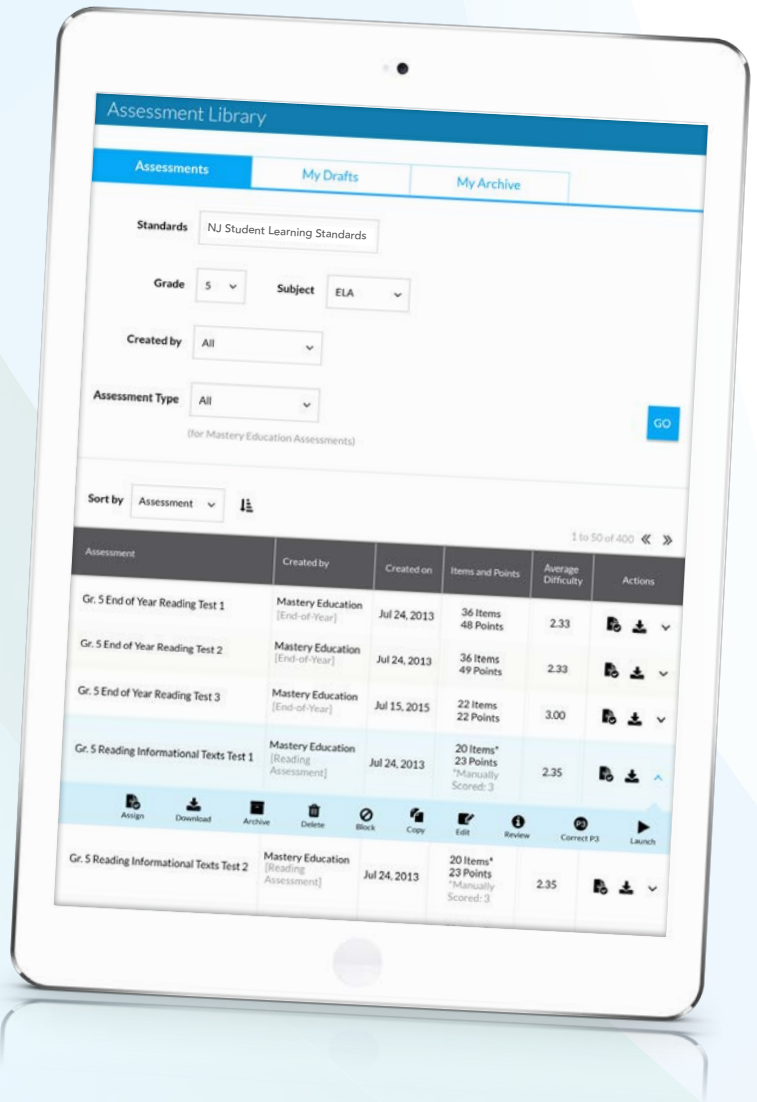 Assessment Library
Assessments My Drafts My Archive
Standards NJ Student Learning Standards
Grade 5 Subject ELA
Created by All
Assessment Type All
GO
(for Mastery Education Assessments)
Sort by Assessment
1 to 50 of 400
Assessment Created by Created on Items and Points Average Difficulty Actions
Gr. 5 End of Year Reading Test 1 Mastery Education [End-of-Year] Jul 24, 2013 36 Items 48 Points 2.33
Gr. 5 End of Year Reading Test 2 Mastery Education [End-of-Year] Jul 24, 2013 36 Items 49 Points 2.33
Gr. 5 End of Year Reading Test 3 Mastery Education [End-of-Year] Jul 15, 2015 22 Items 22 Points 3.00
Gr. 5 Reading Informational Texts Test 1 Mastery Education [Reading Assessment] Jul 24, 2013 20 Items* 23 Points *Manually Scored: 3 2.35
Assign Download Archive Delete Block Copy Edit Review P3 Correct P3 Launch
Gr. 5 Reading Informational Texts Test 2 Mastery Education [Reading Assessment] Jul 24, 2013 20 Items* 23 Points *Manually Scored: 3 2.35